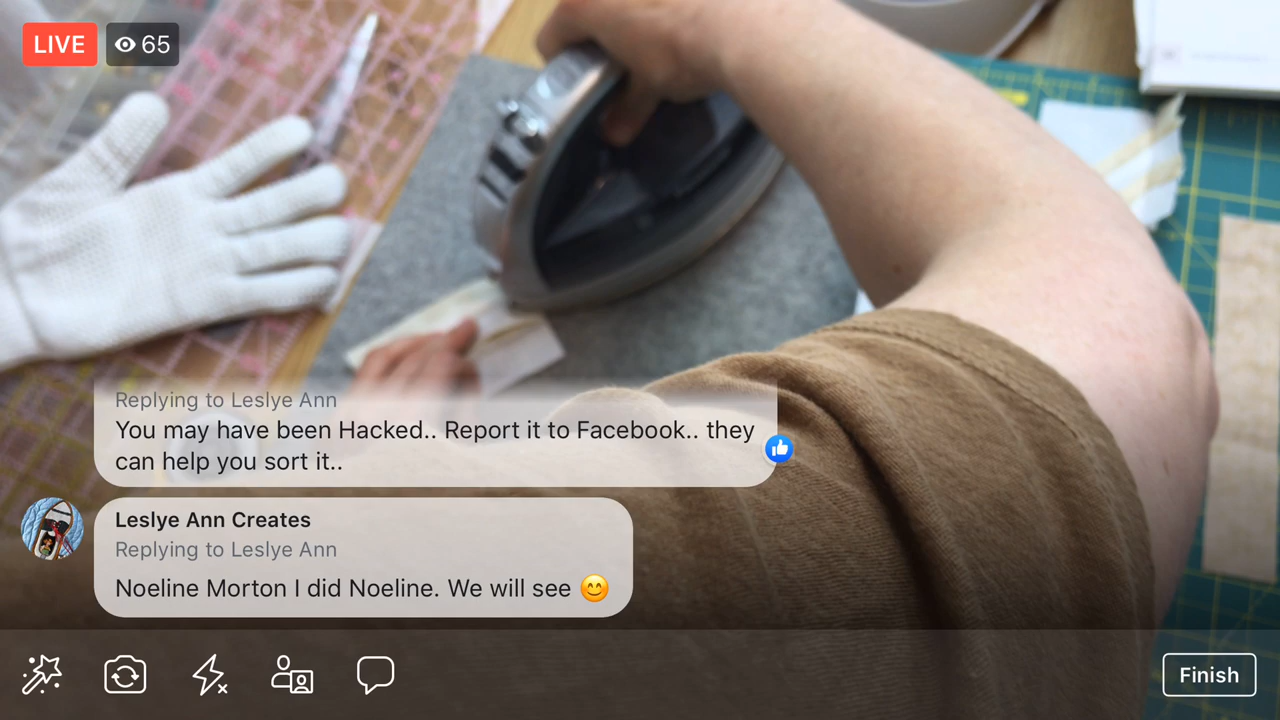 LIVE
65
Replying to Leslye Ann
You may have been Hacked.. Report it to Facebook.. they
can help you sort it..
Leslye Ann Creates
Replying to Leslye Ann
Noeline Morton I did Noeline. We will see 😊
Finish